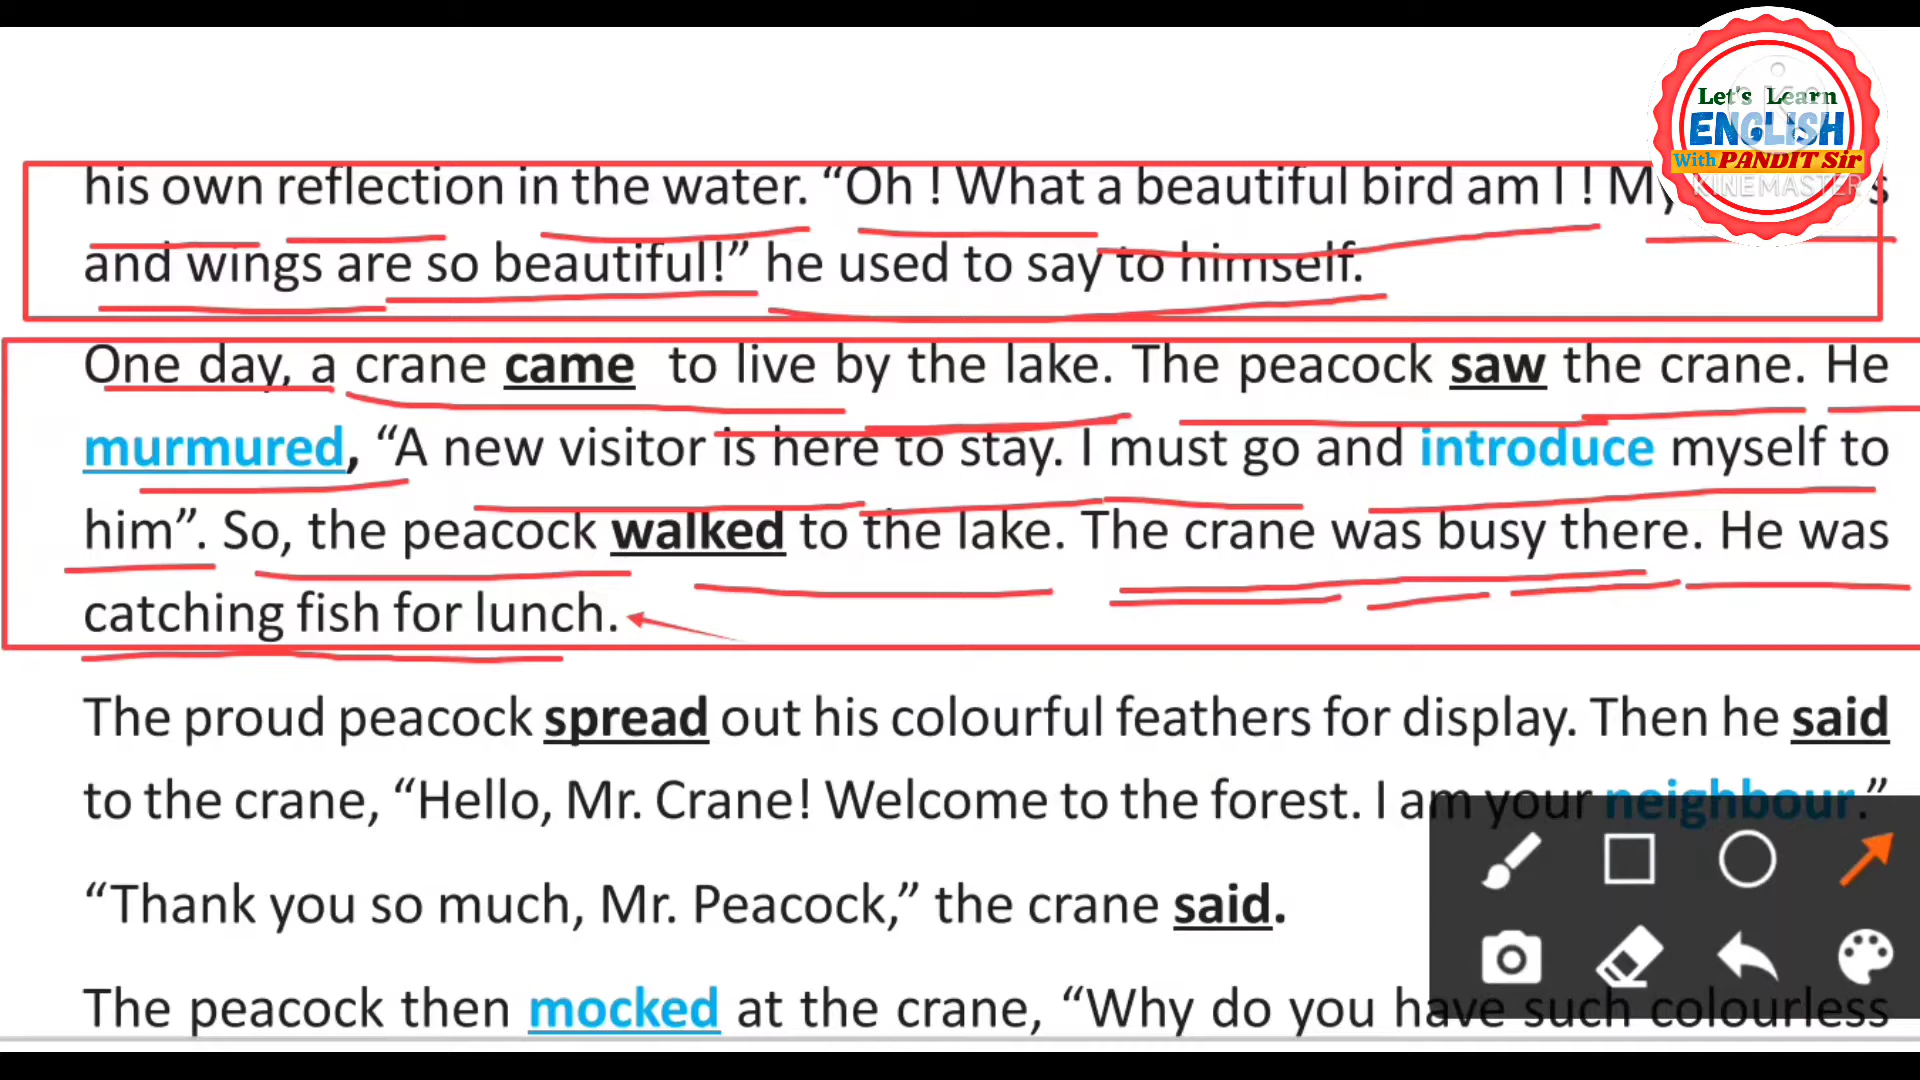 Let's Learn
ENGLISH
With PANDIT Sir
KINEMASTER
his own reflection in the water. “Oh ! What a beautiful bird am I ! My
and wings are so beautiful!” he used to say to himself.
One day, a crane came to live by the lake. The peacock saw the crane. He
murmured, “A new visitor is here to stay. I must go and introduce myself to
him”. So, the peacock walked to the lake. The crane was busy there. He was
catching fish for lunch.
The proud peacock spread out his colourful feathers for display. Then he said
to the crane, “Hello, Mr. Crane! Welcome to the forest. I am your neighbour.”
“Thank you so much, Mr. Peacock,” the crane said.
The peacock then mocked at the crane, “Why do you have such colourless